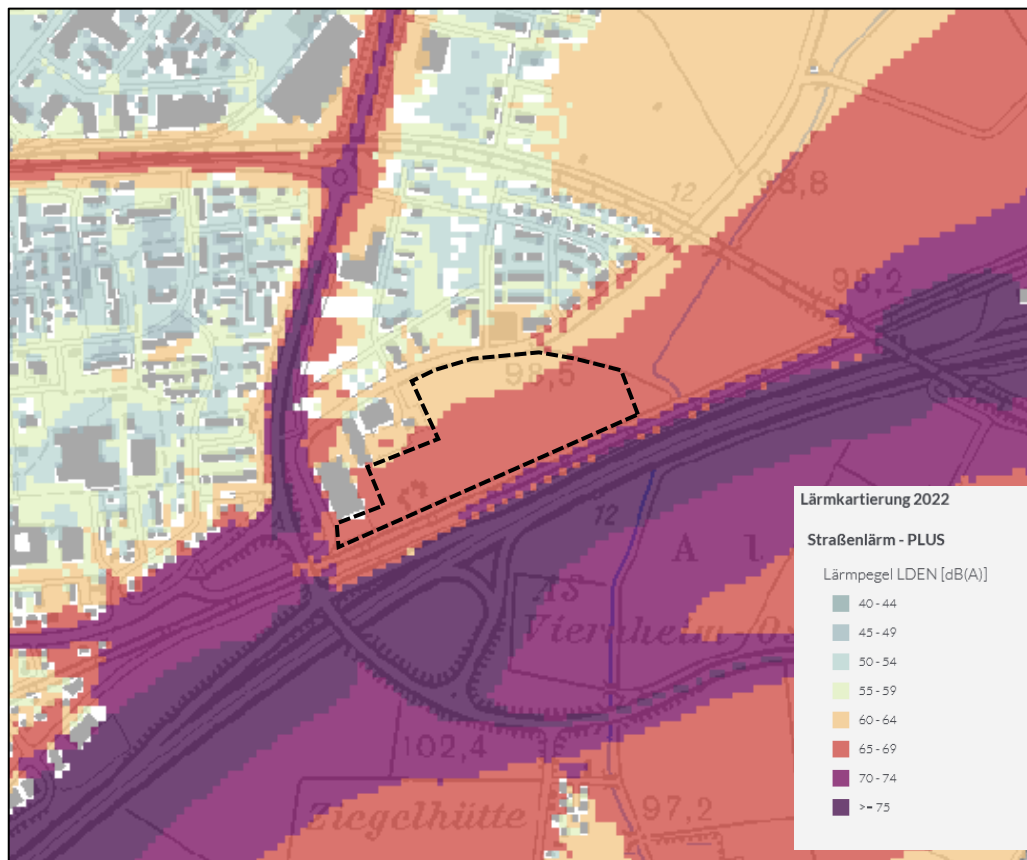 12
98,8
98,2
98,5
12
A l
AS
Viernheim-Os
102,4
Ziegelhütte
97,2
Lärmkartierung 2022
Straßenlärm - PLUS
Lärmpegel LDEN [dB(A)]
40 - 44
45 - 49
50 - 54
55 - 59
60 - 64
65 - 69
70 - 74
>= 75